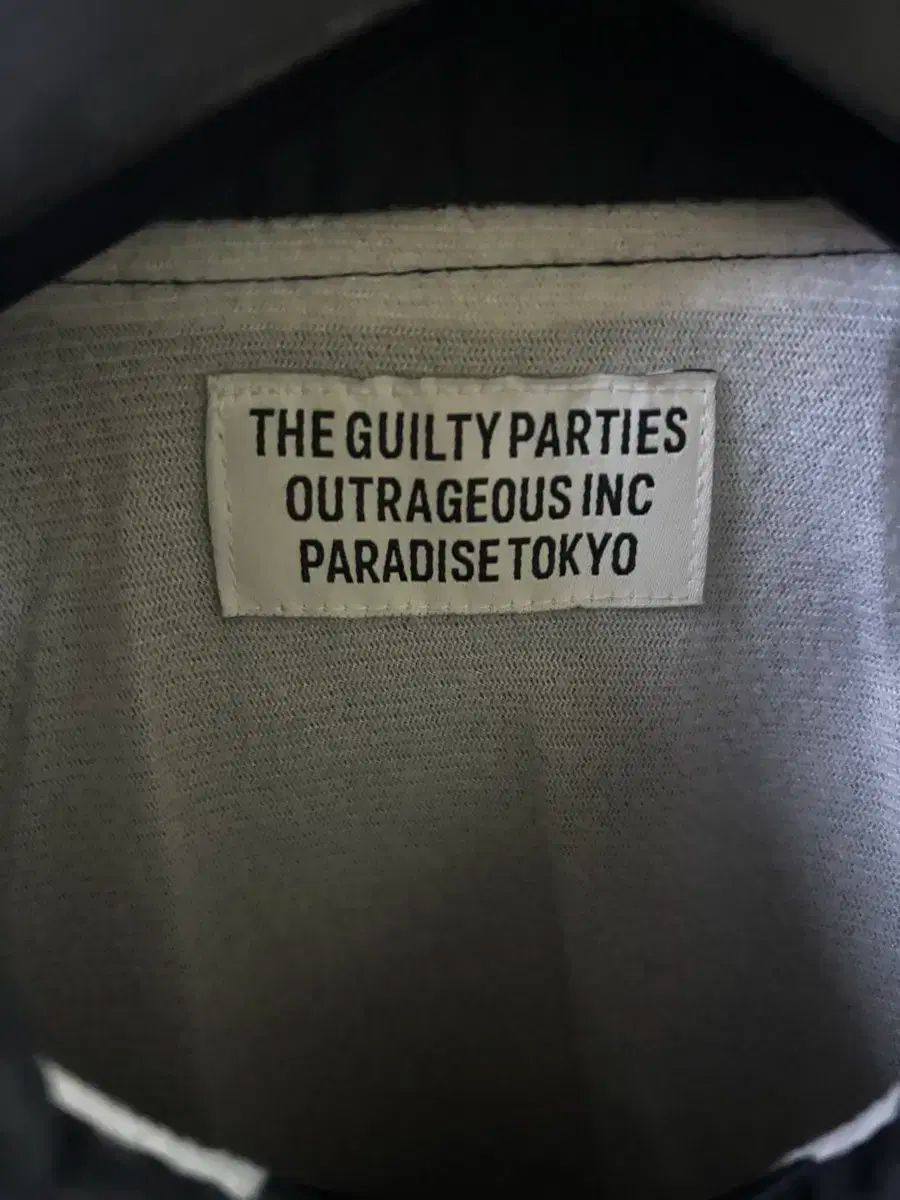 THE GUILTY PARTIES
OUTRAGEOUS INC
PARADISE TOKYO